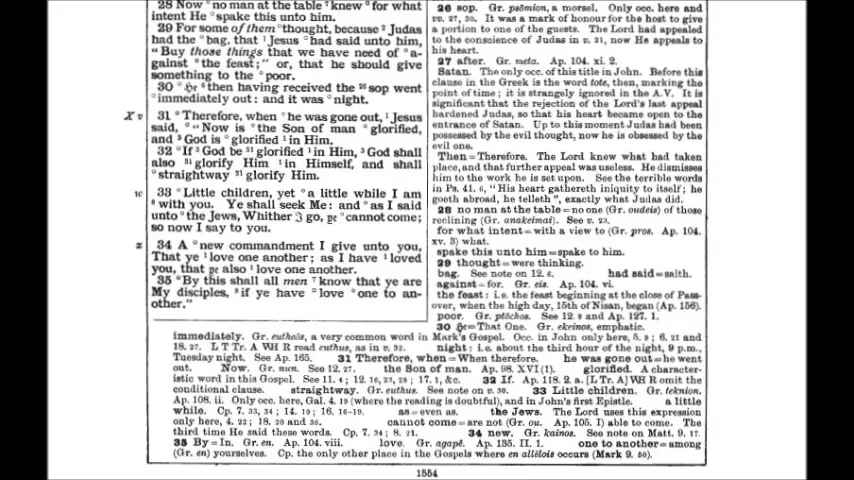 28 Now °no man at the table °knew °for what
intent He °spake this unto him.
29 For some of them °thought, because ²Judas
had the °bag, that ¹Jesus °had said unto him,
"Buy those things that we have need of °a-
gainst °the feast;" or, that he should give
something to the °poor.
30 °He then having received the ²⁶sop went
°immediately out: and it was °night.
X v
31 °Therefore, when °he was gone out, ¹Jesus
said, °"Now is °the Son of man °glorified,
and ³God is °glorified ¹in Him.
32 °If ³God be ³¹glorified ¹in Him, ³God shall
also ³¹glorify Him ¹in Himself, and shall
°straightway ³¹glorify Him.
w
33 °Little children, yet °a little while I am
°with you. Ye shall seek Me: and °as I said
unto °the Jews, Whither I go, ye °cannot come;
so now I say to you.
x
34 A °new commandment I give unto you,
That ye ¹love one another; as I have ¹loved
you, that ye also ¹love one another.
35 °By this shall all men ⁷know that ye are
My disciples, °if ye have °love °one to an-
other."
26 sop. Gr. psōmion, a morsel. Only occ. here and
vv. 27, 30. It was a mark of honour for the host to give
a portion to one of the guests. The Lord had appealed
to the conscience of Judas in v. 21, now He appeals to
his heart.
27 after. Gr. meta. Ap. 104. xi. 2.
Satan. The only occ. of this title in John. Before this
clause in the Greek is the word tote, then, marking the
point of time; it is strangely ignored in the A.V. It is
significant that the rejection of the Lord's last appeal
hardened Judas, so that his heart became open to the
entrance of Satan. Up to this moment Judas had been
possessed by the evil thought, now he is obsessed by the
evil one.
Then=Therefore. The Lord knew what had taken
place, and that further appeal was useless. He dismisses
him to the work he is set upon. See the terrible words
in Ps. 41. 6, "His heart gathereth iniquity to itself; he
goeth abroad, he telleth", exactly what Judas did.
28 no man at the table=no one (Gr. oudeis) of those
reclining (Gr. anakeimai). See v. 23.
for what intent=with a view to (Gr. pros. Ap. 104.
xv. 3) what.
spake this unto him=spake to him.
29 thought=were thinking.
bag. See note on 12. 6. had said=saith.
against=for. Gr. eis. Ap. 104. vi.
the feast: i.e. the feast beginning at the close of Pass-
over, when the high day, 15th of Nisan, began (Ap. 156).
poor. Gr. ptōchos. See 12. 8 and Ap. 127. 1.
30 He=That One. Gr. ekeinos, emphatic.
immediately. Gr. eutheōs, a very common word in Mark's Gospel. Occ. in John only, 5. 9; 6. 21 and
18. 27. L T Tr. A WH R read euthus, as in v. 32. night: i.e. about the third hour of the night, 9 p.m.,
Tuesday night. See Ap. 165. 31 Therefore, when=When therefore. he was gone out=he went
out. Now. Gr. nun. See 12. 27. the Son of man. Ap. 98. XVI (1). glorified. A character-
istic word in this Gospel. See 11. 4; 12. 16, 23, 28; 17. 1, &c. 32 If. Ap. 118. 2. a. [L Tr. A] WH R omit the
conditional clause. straightway. Gr. euthus. See note on v. 30. 33 Little children. Gr. teknion.
Ap. 108. ii. Only occ. here, Gal. 4. 19 (where the reading is doubtful), and in John's first Epistle. a little
while. Cp. 7. 33, 34; 14. 19; 16. 16-19. as=even as. the Jews. The Lord uses this expression
only here, 4. 22; 18. 20 and 36. cannot come=are not (Gr. ou. Ap. 105. I) able to come. The
third time He said these words. Cp. 7. 34; 8. 21. 34 new. Gr. kainos. See note on Matt. 9. 17.
35 By=In. Gr. en. Ap. 104. viii. love. Gr. agapē. Ap. 135. II. 1. one to another=among
(Gr. en) yourselves. Cp. the only other place in the Gospels where en allēlois occurs (Mark 9. 50).
1554